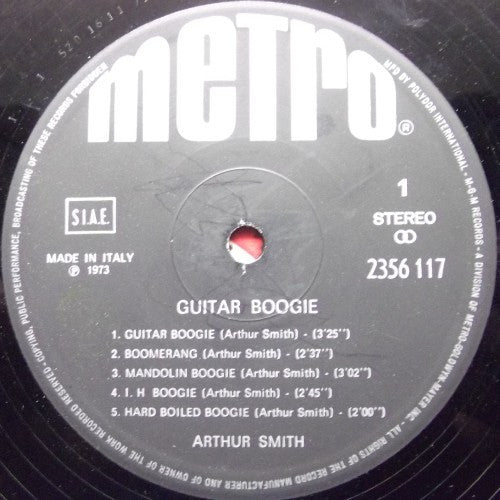 metro®
1
STEREO
2356 117
S.I.A.E.
MADE IN ITALY
℗ 1973
GUITAR BOOGIE
1. GUITAR BOOGIE (Arthur Smith) - (3'25'')
2. BOOMERANG (Arthur Smith) - (2'37'')
3. MANDOLIN BOOGIE (Arthur Smith) - (3'02'')
4. I. H BOOGIE (Arthur Smith) - (2'45'')
5. HARD BOILED BOOGIE (Arthur Smith) - (2'00'')
ARTHUR SMITH
MFD BY POLYDOR INTERNATIONAL - M-G-M RECORDS - A DIVISION OF METRO-GOLDWYN-MAYER INC. - ALL RIGHTS OF THE RECORD MANUFACTURER AND OF OWNER OF THE WORK RECORDED RESERVED - COPYING, PUBLIC PERFORMANCE, BROADCASTING OF THESE RECORDS FORBIDDEN